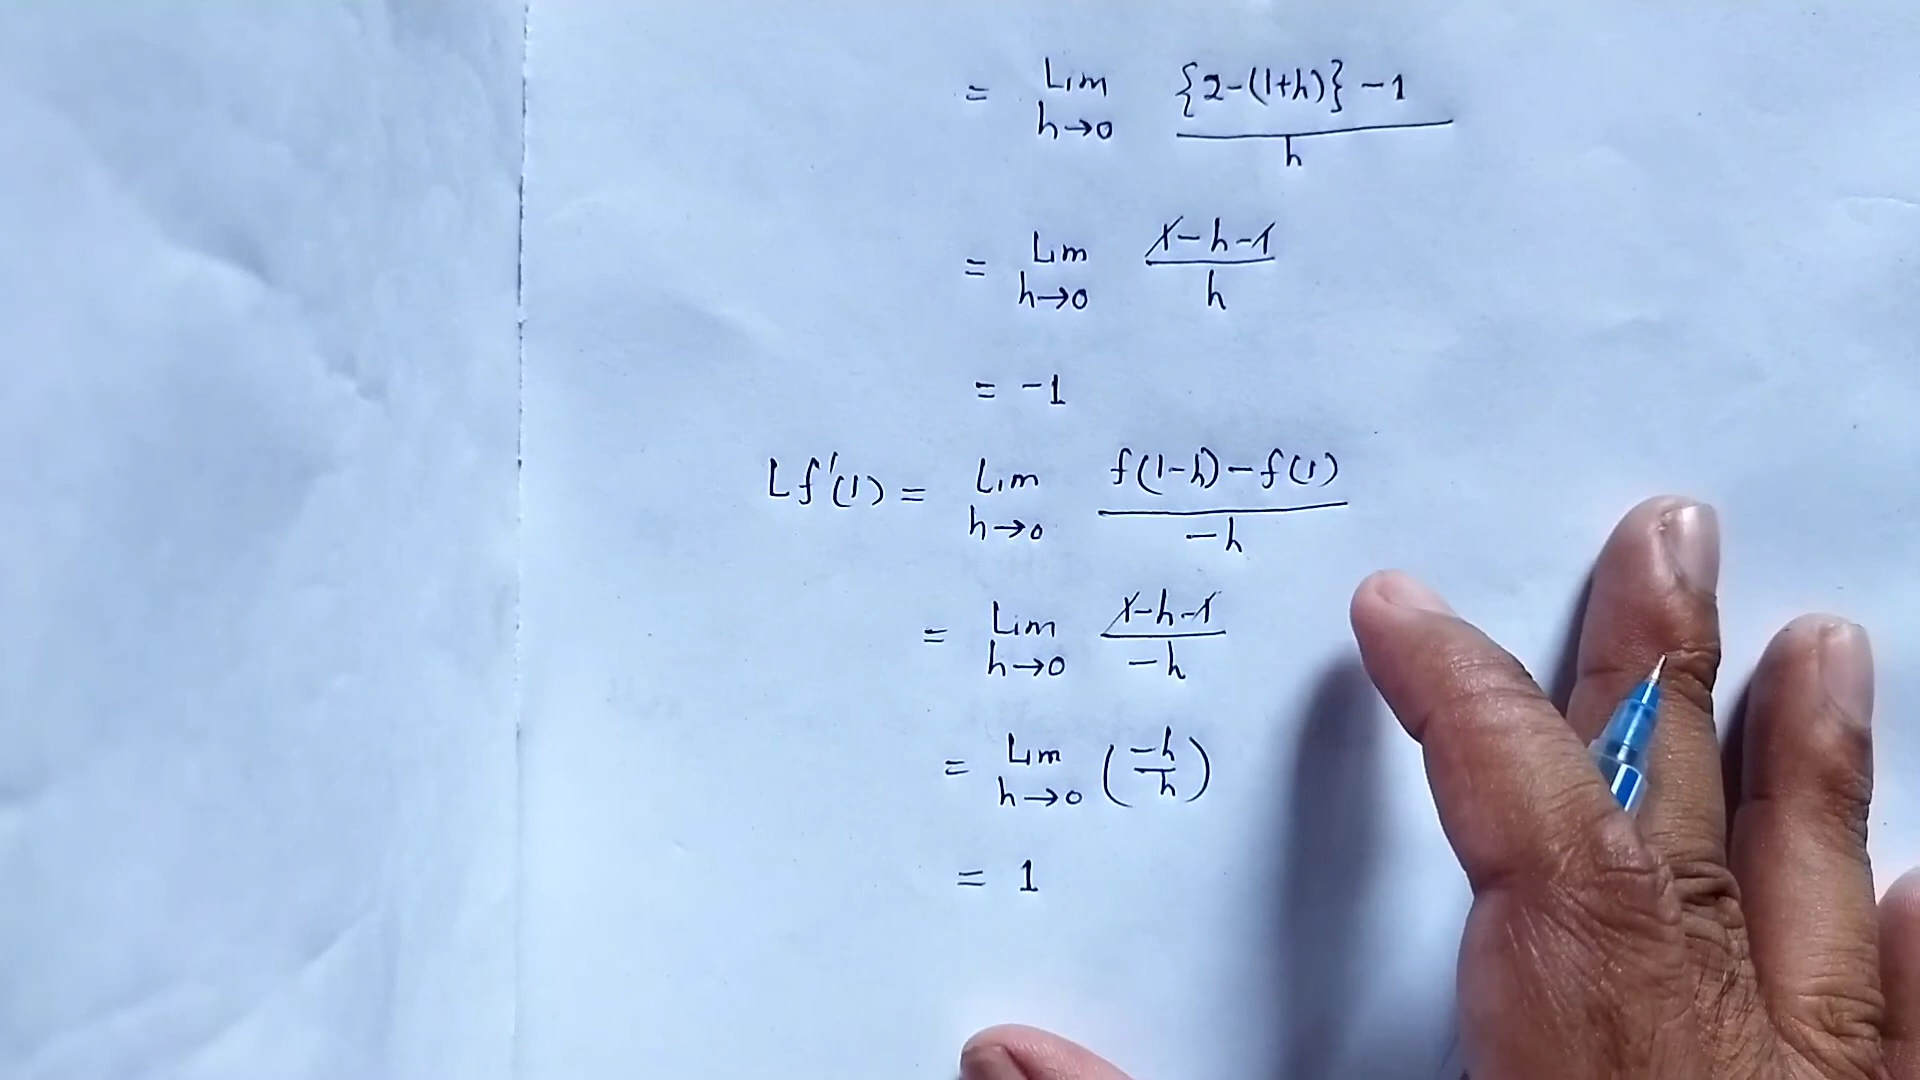 = Lim h→0 {2-(1+h)} -1 / h
= Lim h→0 1-h-1 / h
= -1
Lf'(1) = Lim h→0 f(1-h)-f(1) / -h
= Lim h→0 1-h-1 / -h
= Lim h→0 (-h / h)
= 1